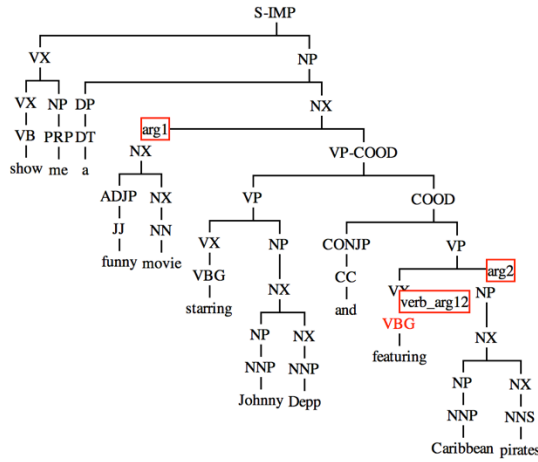 S-IMP
VX NP
VX NP DP NX
VB PRP DT arg1 VP-COOD
show me a NX
ADJP NX VP COOD
JJ NN VX NP CONJP VP
funny movie VBG NX CC VX verb_arg12 arg2 NP
starring NP NX and VBG NX
NNP NNP featuring NP NX
Johnny Depp NNP NNS
Caribbean pirates